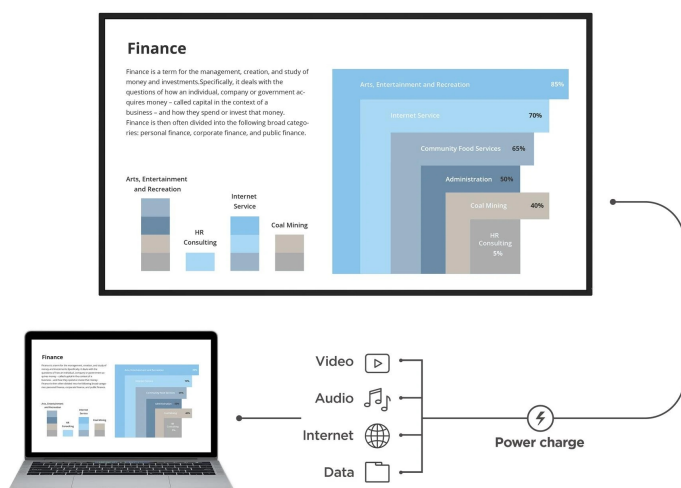 Finance
Finance is a term for the management, creation, and study of
money and investments.Specifically, it deals with the
questions of how an individual, company or government ac-
quires money – called capital in the context of a
business – and how they spend or invest that money.
Finance is then often divided into the following broad catego-
ries: personal finance, corporate finance, and public finance.
Arts, Entertainment
and Recreation
HR
Consulting
Internet
Service
Coal Mining
Arts, Entertainment and Recreation 85%
Internet Service 70%
Community Food Services 65%
Administration 50%
Coal Mining 40%
HR
Consulting
5%
Finance
Video
Audio
Internet
Data
Power charge